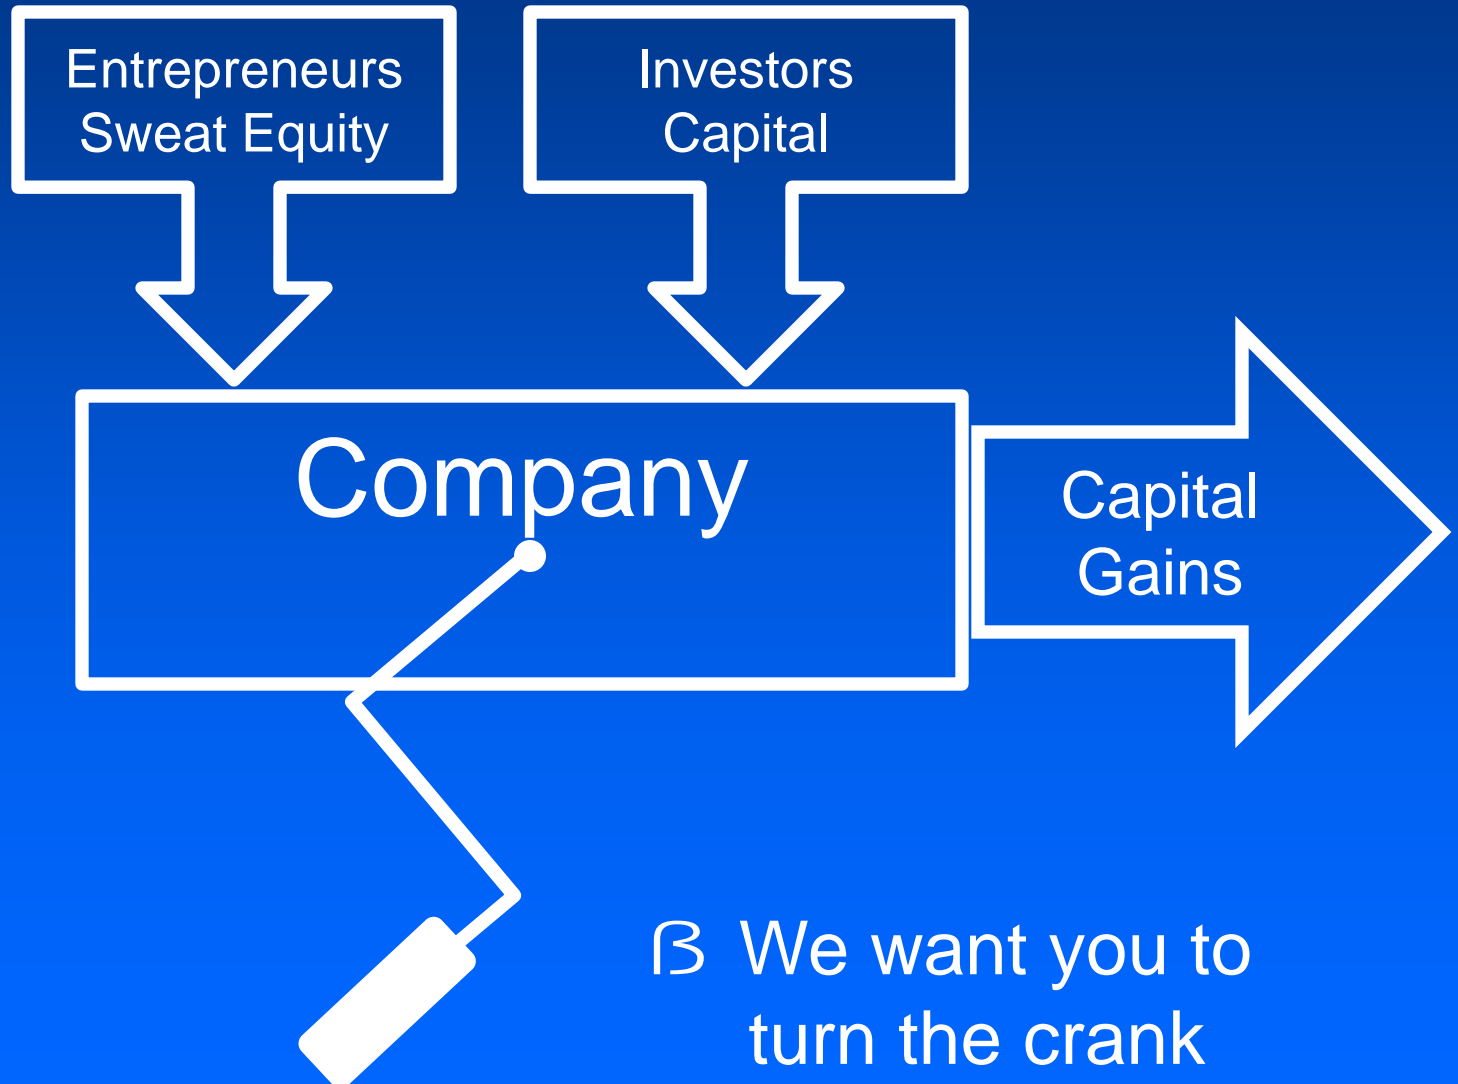 Entrepreneurs
Sweat Equity
Investors
Capital
Company
Capital
Gains
ß We want you to
turn the crank